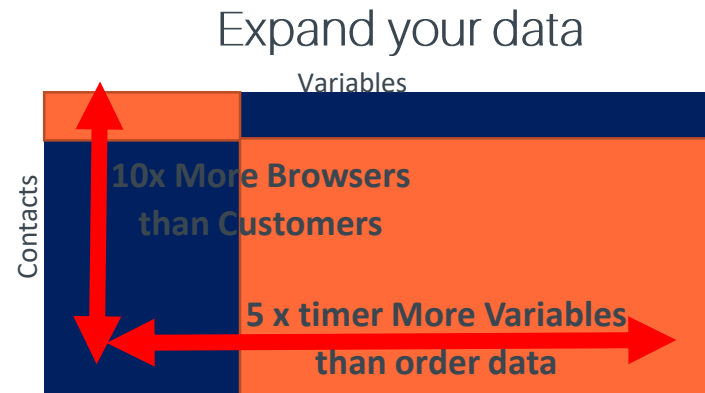 Expand your data
Variables
Contacts
10x More Browsers
than Customers
5 x timer More Variables
than order data